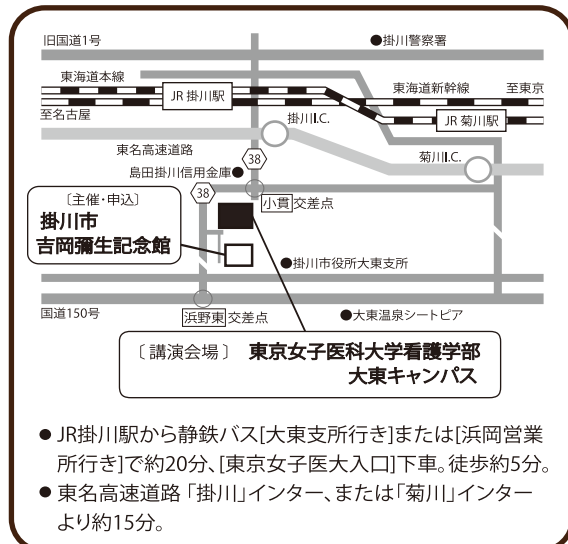 旧国道1号
●掛川警察署
東海道本線
JR 掛川駅
東海道新幹線
至東京
至名古屋
JR 菊川駅
掛川I.C.
東名高速道路
菊川I.C.
島田掛川信用金庫●
38
38
小貫交差点
〔主催・申込〕
掛川市
吉岡彌生記念館
●掛川市役所大東支所
国道150号
浜野東交差点
●大東温泉シートピア
〔講演会場〕 東京女子医科大学看護学部
大東キャンパス
● JR掛川駅から静鉄バス[大東支所行き]または[浜岡営業
所行き]で約20分、[東京女子医大入口]下車。徒歩約5分。
● 東名高速道路「掛川」インター、または「菊川」インター
より約15分。